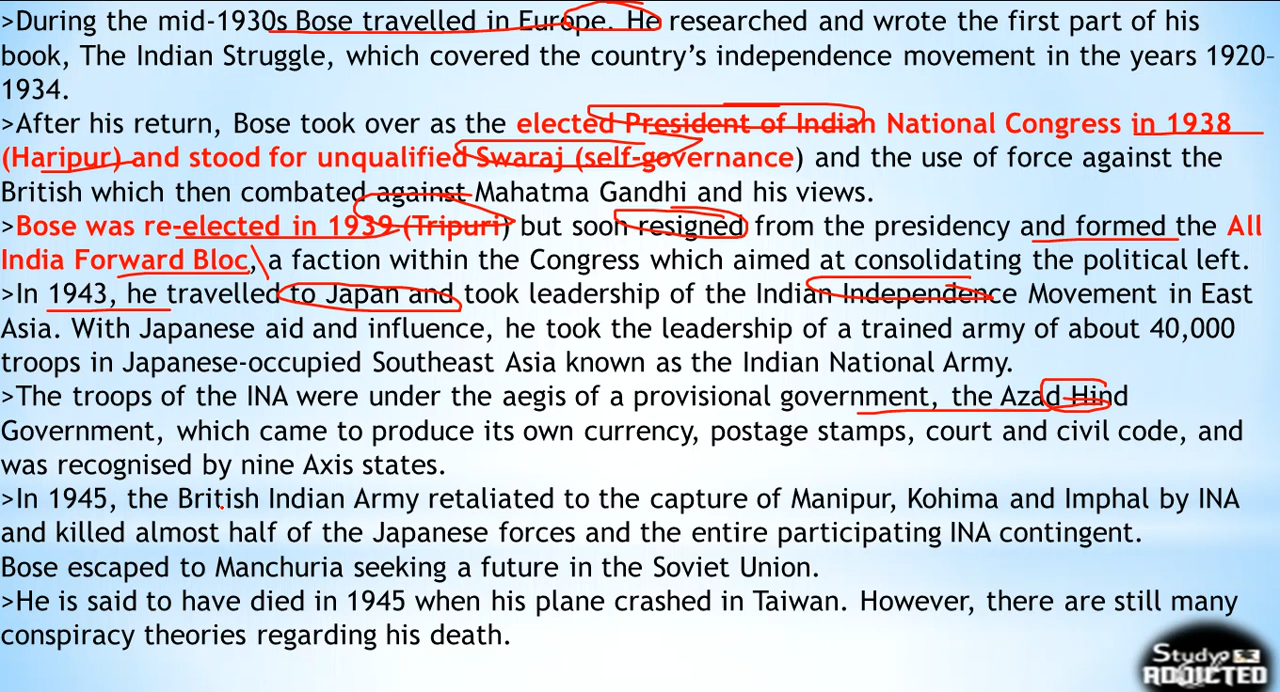 >During the mid-1930s Bose travelled in Europe. He researched and wrote the first part of his
book, The Indian Struggle, which covered the country’s independence movement in the years 1920–
1934.
>After his return, Bose took over as the elected President of Indian National Congress in 1938
(Haripur) and stood for unqualified Swaraj (self-governance) and the use of force against the
British which then combated against Mahatma Gandhi and his views.
>Bose was re-elected in 1939 (Tripuri) but soon resigned from the presidency and formed the All
India Forward Bloc, a faction within the Congress which aimed at consolidating the political left.
>In 1943, he travelled to Japan and took leadership of the Indian Independence Movement in East
Asia. With Japanese aid and influence, he took the leadership of a trained army of about 40,000
troops in Japanese-occupied Southeast Asia known as the Indian National Army.
>The troops of the INA were under the aegis of a provisional government, the Azad Hind
Government, which came to produce its own currency, postage stamps, court and civil code, and
was recognised by nine Axis states.
>In 1945, the British Indian Army retaliated to the capture of Manipur, Kohima and Imphal by INA
and killed almost half of the Japanese forces and the entire participating INA contingent.
Bose escaped to Manchuria seeking a future in the Soviet Union.
>He is said to have died in 1945 when his plane crashed in Taiwan. However, there are still many
conspiracy theories regarding his death.
Study
ADDICTED